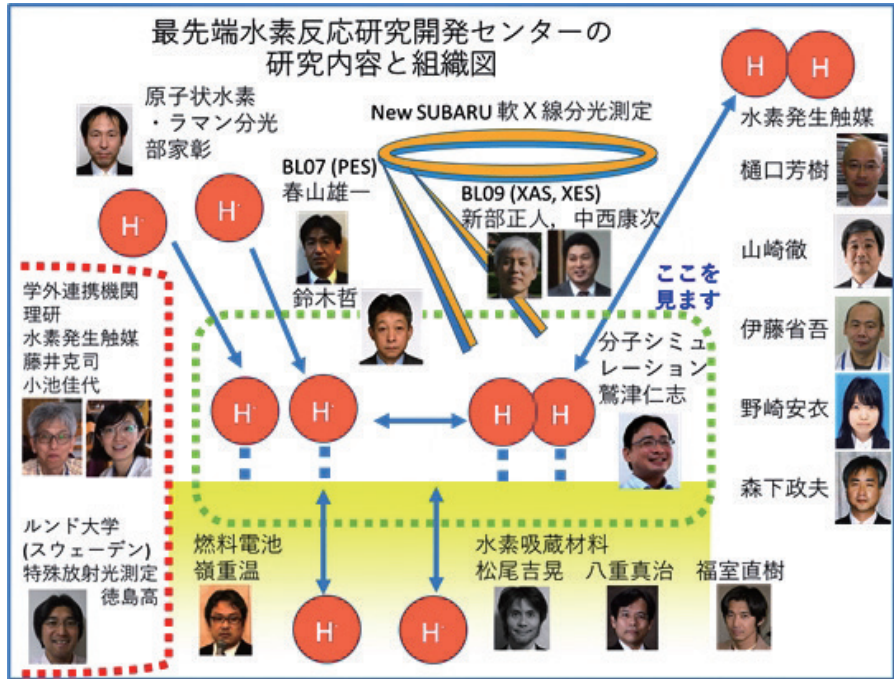 最先端水素反応研究開発センターの
研究内容と組織図
原子状水素
・ラマン分光
部家彰
New SUBARU 軟X線分光測定
BL07 (PES)
春山雄一
BL09 (XAS, XES)
新部正人，中西康次
鈴木哲
ここを
見ます
H H
水素発生触媒
樋口芳樹
山崎徹
伊藤省吾
野崎安衣
森下政夫
H・
H・
学外連携機関
理研
水素発生触媒
藤井克司
小池佳代
分子シミュ
レーション
鷲津仁志
H・
H・
H H
ルンド大学
(スウェーデン)
特殊放射光測定
徳島高
燃料電池
嶺重温
水素吸蔵材料
松尾吉晃 八重真治 福室直樹
H・
H・